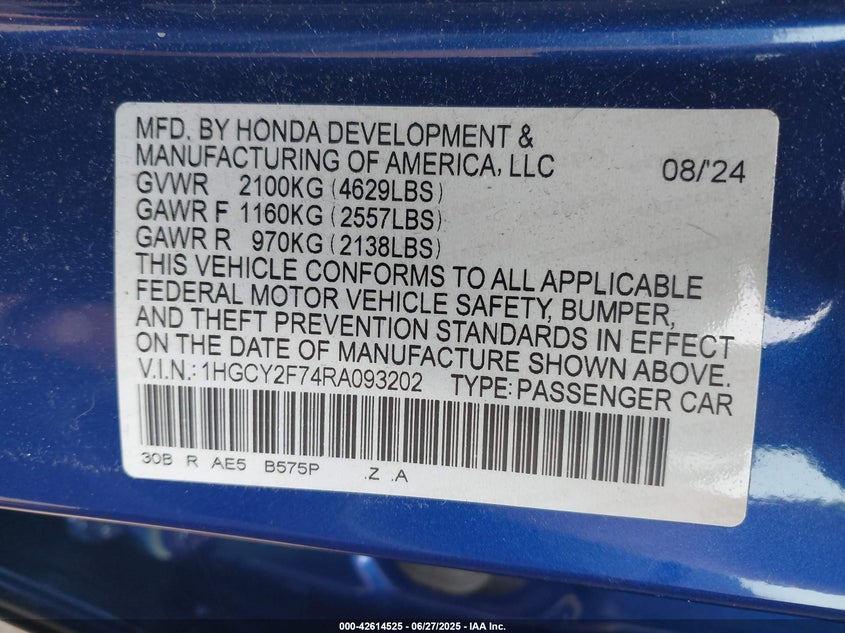 MFD. BY HONDA DEVELOPMENT &
MANUFACTURING OF AMERICA, LLC 08/'24
GVWR 2100KG (4629LBS)
GAWR F 1160KG (2557LBS)
GAWR R 970KG (2138LBS)
THIS VEHICLE CONFORMS TO ALL APPLICABLE
FEDERAL MOTOR VEHICLE SAFETY, BUMPER,
AND THEFT PREVENTION STANDARDS IN EFFECT
ON THE DATE OF MANUFACTURE SHOWN ABOVE.
V.I.N.: 1HGCY2F74RA093202 TYPE: PASSENGER CAR
30B R AE5 B575P .Z .A
000-42614525 - 06/27/2025 - IAA Inc.